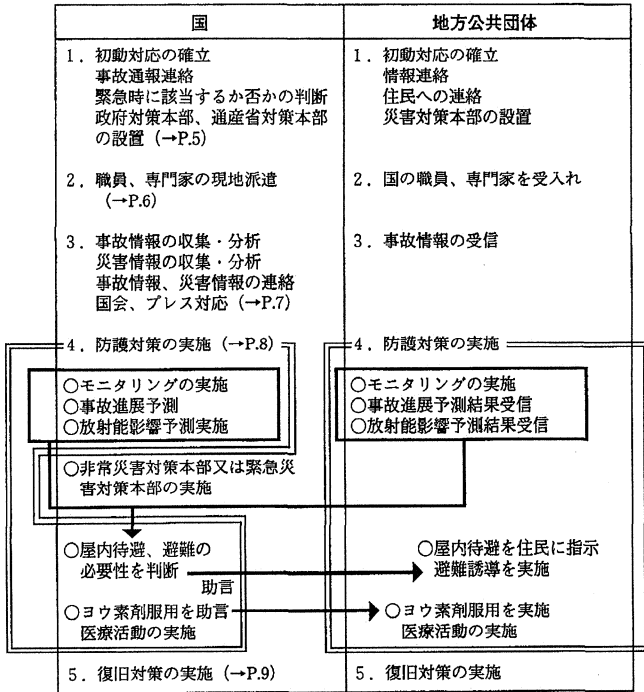 国
1．初動対応の確立
事故通報連絡
緊急時に該当するか否かの判断
政府対策本部、通産省対策本部
の設置（→P.5）
2．職員、専門家の現地派遣
（→P.6）
3．事故情報の収集・分析
災害情報の収集・分析
事故情報、災害情報の連絡
国会、プレス対応（→P.7）
4．防護対策の実施（→P.8）
○モニタリングの実施
○事故進展予測
○放射能影響予測実施
○非常災害対策本部又は緊急災
害対策本部の実施
○屋内待避、避難の
必要性を判断
助言
○ヨウ素剤服用を助言
医療活動の実施
5．復旧対策の実施（→P.9）
地方公共団体
1．初動対応の確立
情報連絡
住民への連絡
災害対策本部の設置
2．国の職員、専門家を受入れ
3．事故情報の受信
4．防護対策の実施
○モニタリングの実施
○事故進展予測結果受信
○放射能影響予測結果受信
○屋内待避を住民に指示
避難誘導を実施
○ヨウ素剤服用を実施
医療活動の実施
5．復旧対策の実施